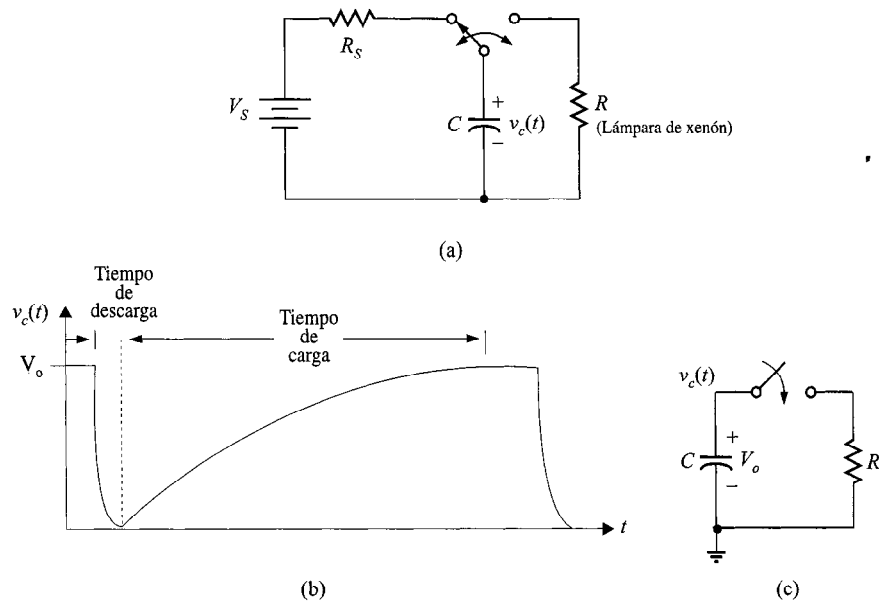 R_S
V_S
C
+
v_c(t)
–
R
(Lámpara de xenón)
(a)
Tiempo
de
descarga
v_c(t)
V_o
Tiempo
de
carga
t
(b)
v_c(t)
C
+
V_o
–
R
(c)